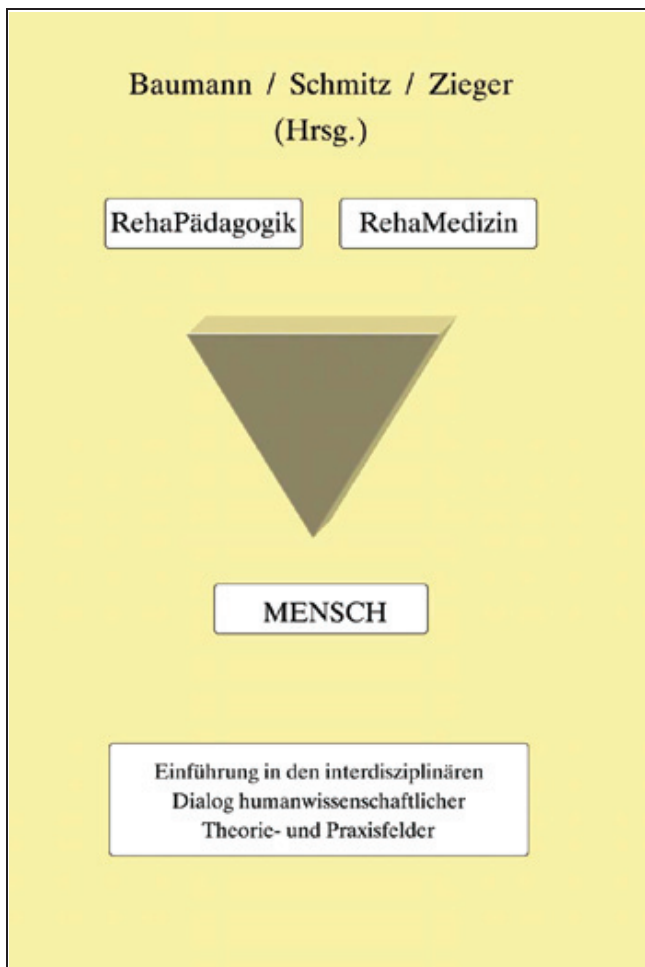 Baumann / Schmitz / Zieger
(Hrsg.)
RehaPädagogik RehaMedizin
MENSCH
Einführung in den interdisziplinären
Dialog humanwissenschaftlicher
Theorie- und Praxisfelder